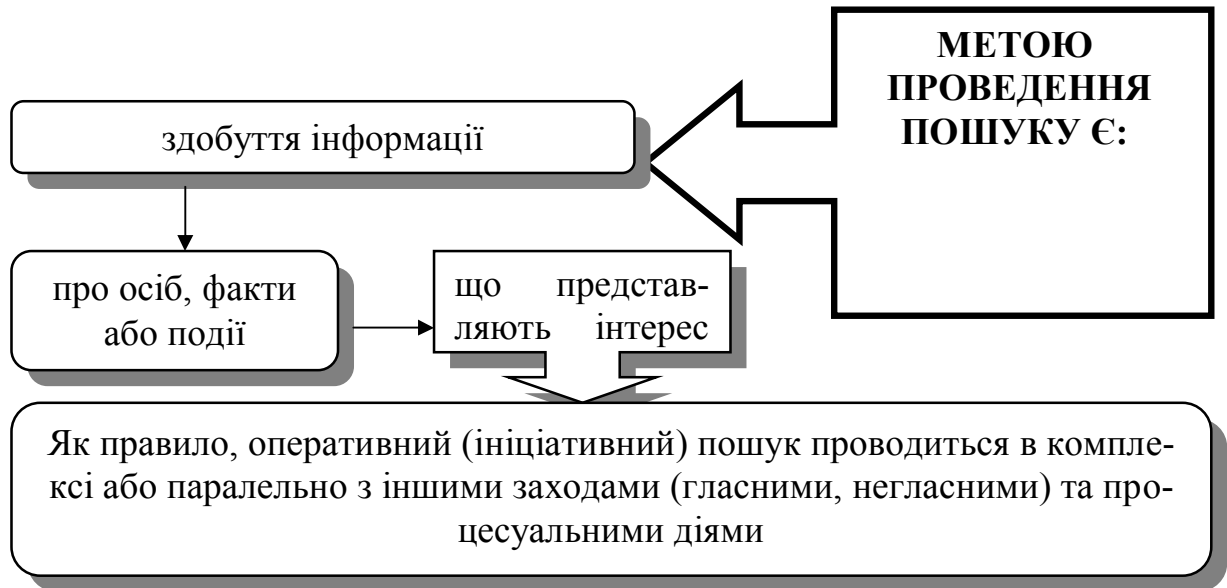 МЕТОЮ
ПРОВЕДЕННЯ
ПОШУКУ Є:
здобуття інформації
про осіб, факти
або події
що представ-
ляють інтерес
Як правило, оперативний (ініціативний) пошук проводиться в компле-
ксі або паралельно з іншими заходами (гласними, негласними) та про-
цесуальними діями